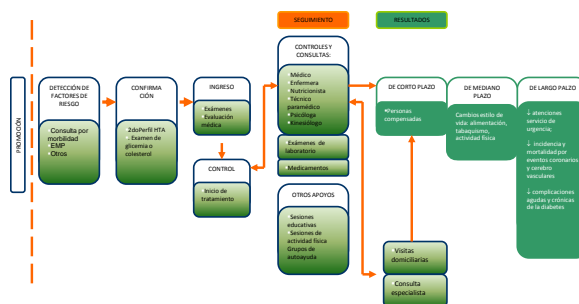 SEGUIMIENTO
RESULTADOS
PROMOCIÓN
DETECCIÓN DE
FACTORES DE
RIESGO
Consulta por
morbilidad
EMP
Otros
CONFIRMA
CIÓN
2doPerfil HTA
Examen de
glicemia o
colesterol
INGRESO
Exámenes
Evaluación
médica
CONTROL
Inicio de
tratamiento
CONTROLES Y
CONSULTAS:
Médico
Enfermera
Nutricionista
Técnico
paramédico
Psicóloga
Kinesiólogo
Exámenes de
laboratorio
Medicamentos
OTROS APOYOS
Sesiones
educativas
Sesiones de
actividad física
Grupos de
autoayuda
DE CORTO PLAZO
Personas
compensadas
Visitas
domiciliarias
Consulta
especialista
DE MEDIANO
PLAZO
Cambios estilo de
vida: alimentación,
tabaquismo,
actividad física
DE LARGO PALZO
↓ atenciones
servicio de
urgencia;
↓ incidencia y
mortalidad por
eventos coronarios y
cerebro
vasculares
↓ complicaciones
agudas y crónicas de
la diabetes